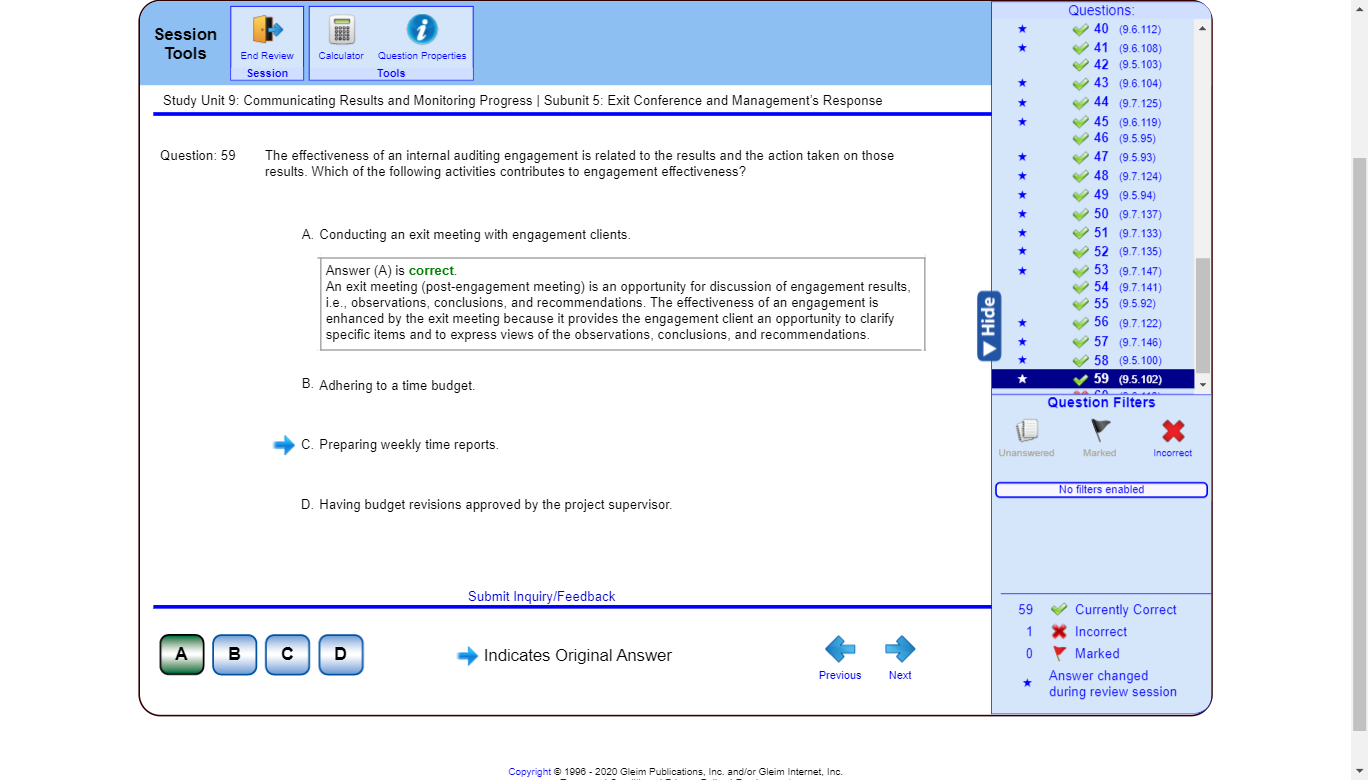 Session
Tools
End Review
Session
Calculator
Question Properties
Tools
Study Unit 9: Communicating Results and Monitoring Progress | Subunit 5: Exit Conference and Management's Response
Question: 59
The effectiveness of an internal auditing engagement is related to the results and the action taken on those
results. Which of the following activities contributes to engagement effectiveness?
A. Conducting an exit meeting with engagement clients.
Answer (A) is correct.
An exit meeting (post-engagement meeting) is an opportunity for discussion of engagement results,
i.e., observations, conclusions, and recommendations. The effectiveness of an engagement is
enhanced by the exit meeting because it provides the engagement client an opportunity to clarify
specific items and to express views of the observations, conclusions, and recommendations.
B. Adhering to a time budget.
C. Preparing weekly time reports.
D. Having budget revisions approved by the project supervisor.
Submit Inquiry/Feedback
A
B
C
D
Indicates Original Answer
Previous
Next
Hide
Questions:
40 (9.6.112)
41 (9.6.108)
42 (9.5.103)
43 (9.6.104)
44 (9.7.125)
45 (9.6.119)
46 (9.5.95)
47 (9.5.93)
48 (9.7.124)
49 (9.5.94)
50 (9.7.137)
51 (9.7.133)
52 (9.7.135)
53 (9.7.147)
54 (9.7.141)
55 (9.5.92)
56 (9.7.122)
57 (9.7.146)
58 (9.5.100)
59 (9.5.102)
Question Filters
Unanswered
Marked
Incorrect
No filters enabled
59 Currently Correct
1 Incorrect
0 Marked
Answer changed
during review session
Copyright © 1996 - 2020 Gleim Publications, Inc. and/or Gleim Internet, Inc.